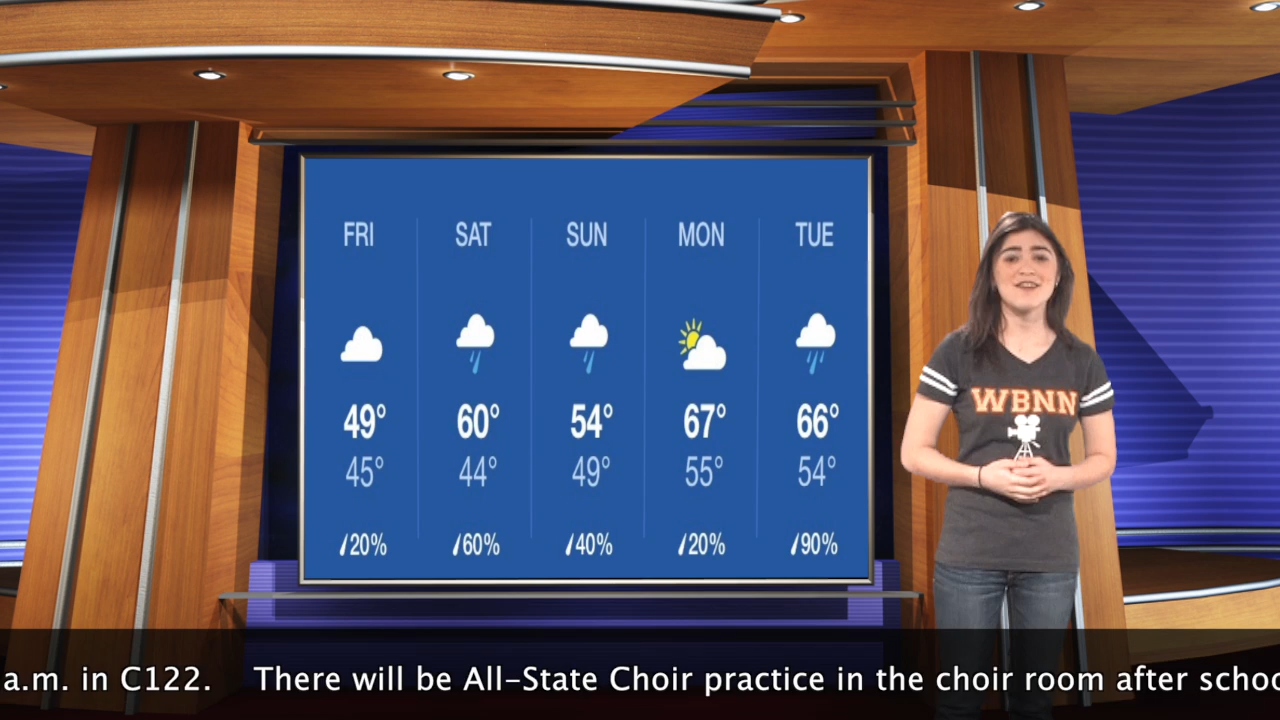 FRI SAT SUN MON TUE
49° 60° 54° 67° 66°
45° 44° 49° 55° 54°
20% 60% 40% 20% 90%
WBNN
a.m. in C122. There will be All-State Choir practice in the choir room after schoo